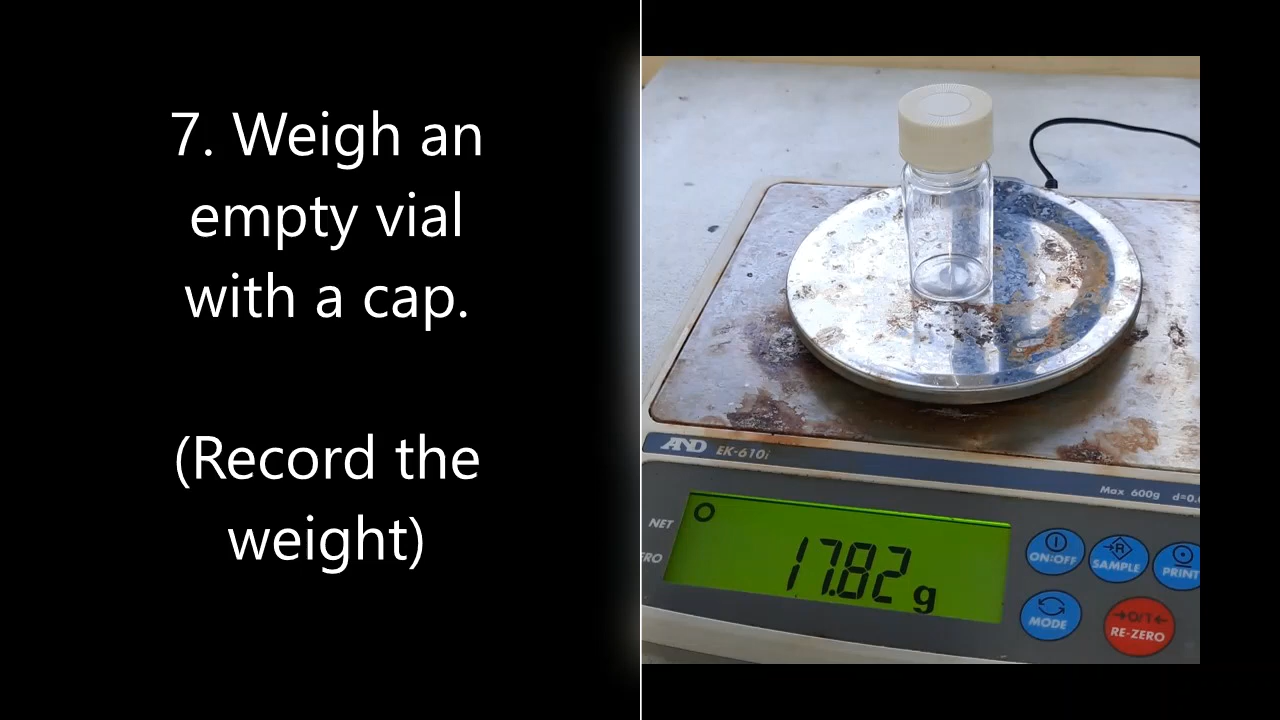 7. Weigh an
empty vial
with a cap.
(Record the
weight)
AND EK-610i
Max 600g
NET
17.82 g
ON:OFF
SAMPLE
PRINT
MODE
→O/T←
RE-ZERO